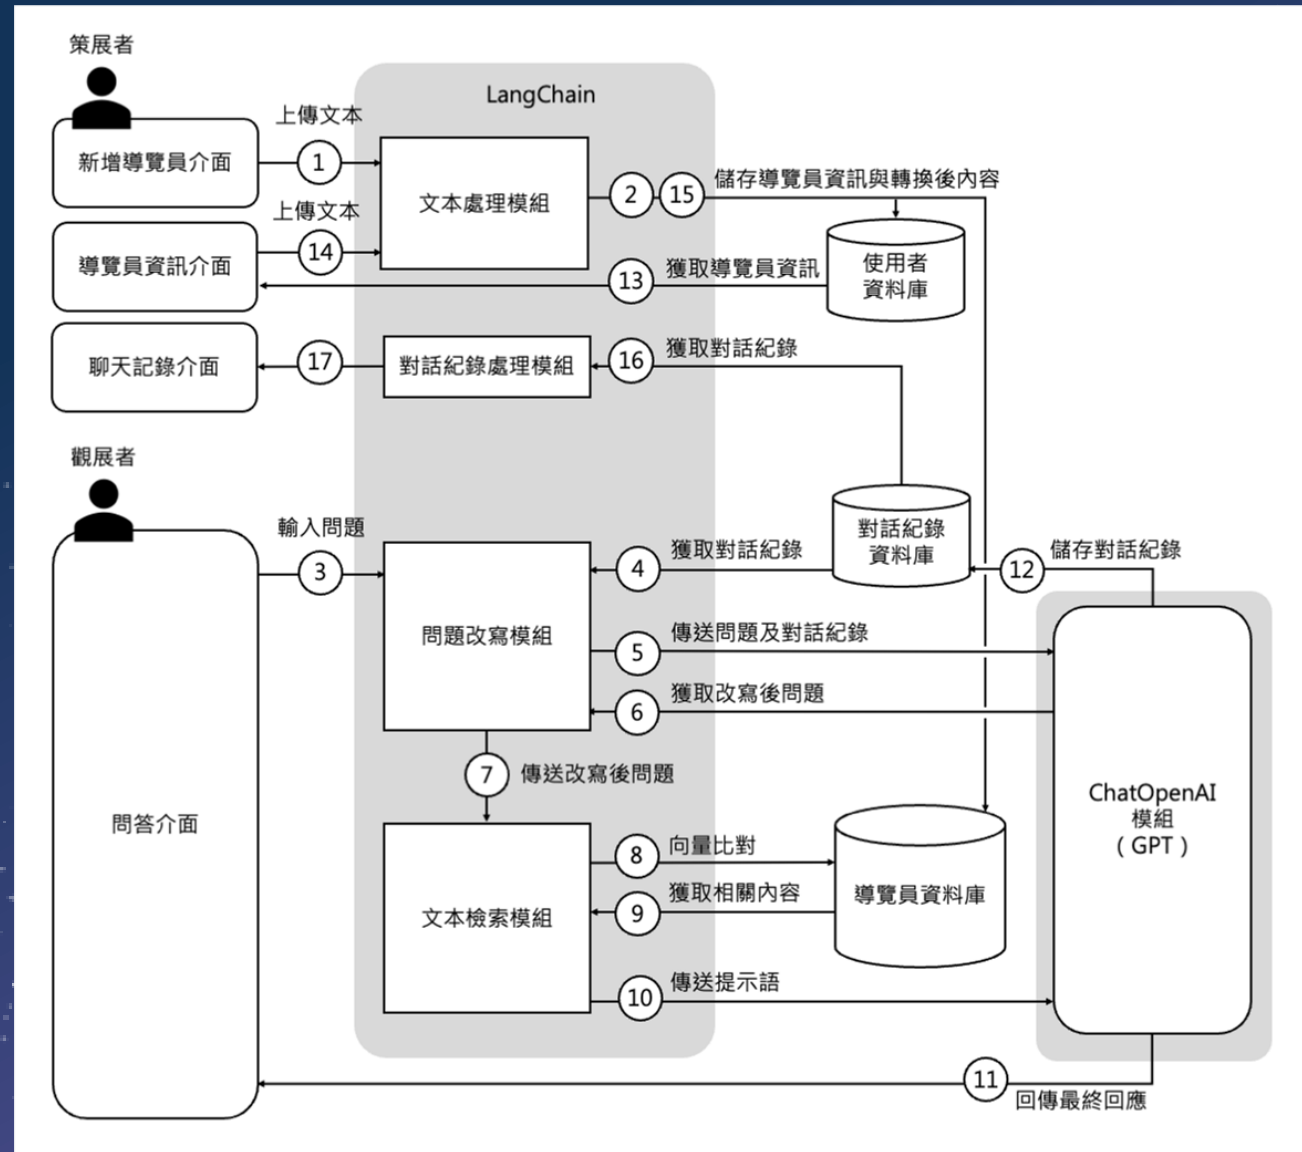 策展者
LangChain
上傳文本
新增導覽員介面
1
文本處理模組
2
15
儲存導覽員資訊與轉換後內容
上傳文本
導覽員資訊介面
14
13
獲取導覽員資訊
使用者
資料庫
聊天記錄介面
17
對話紀錄處理模組
16
獲取對話紀錄
觀展者
輸入問題
3
問題改寫模組
4
獲取對話紀錄
對話紀錄
資料庫
12
儲存對話紀錄
5
傳送問題及對話紀錄
6
獲取改寫後問題
7
傳送改寫後問題
問答介面
ChatOpenAI
模組
（GPT）
文本檢索模組
8
向量比對
9
獲取相關內容
導覽員資料庫
10
傳送提示語
11
回傳最終回應